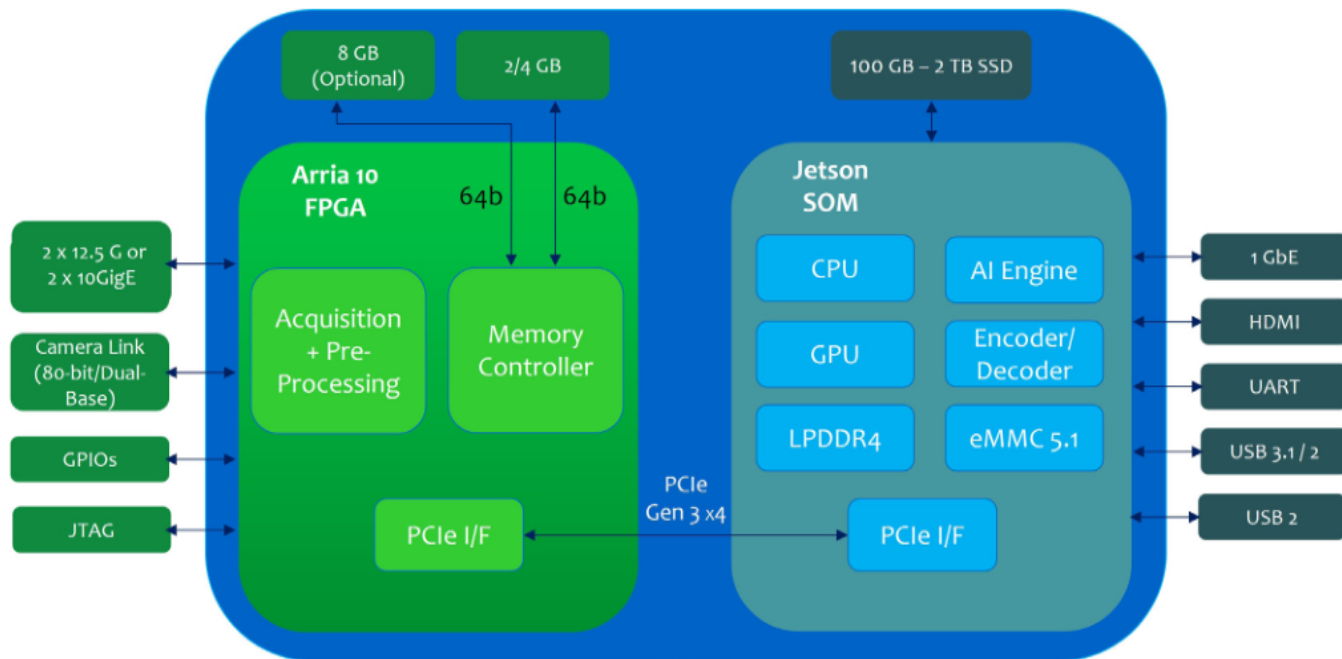 8 GB
(Optional)
2/4 GB
100 GB – 2 TB SSD
Arria 10
FPGA
64b
64b
Jetson
SOM
2 x 12.5 G or
2 x 10GigE
Camera Link
(80-bit/Dual-
Base)
GPIOs
JTAG
Acquisition
+ Pre-
Processing
Memory
Controller
PCIe I/F
PCIe
Gen 3 x4
CPU
AI Engine
GPU
Encoder/
Decoder
LPDDR4
eMMC 5.1
PCIe I/F
1 GbE
HDMI
UART
USB 3.1 / 2
USB 2